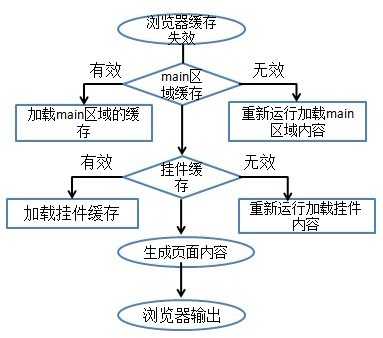 浏览器缓存
失效
有效
main区
域缓存
无效
加载main区域的缓
存
重新运行加载main
区域内容
有效
挂件缓
存
无效
加载挂件缓存
重新运行加载挂件
内容
生成页面内容
浏览器输出